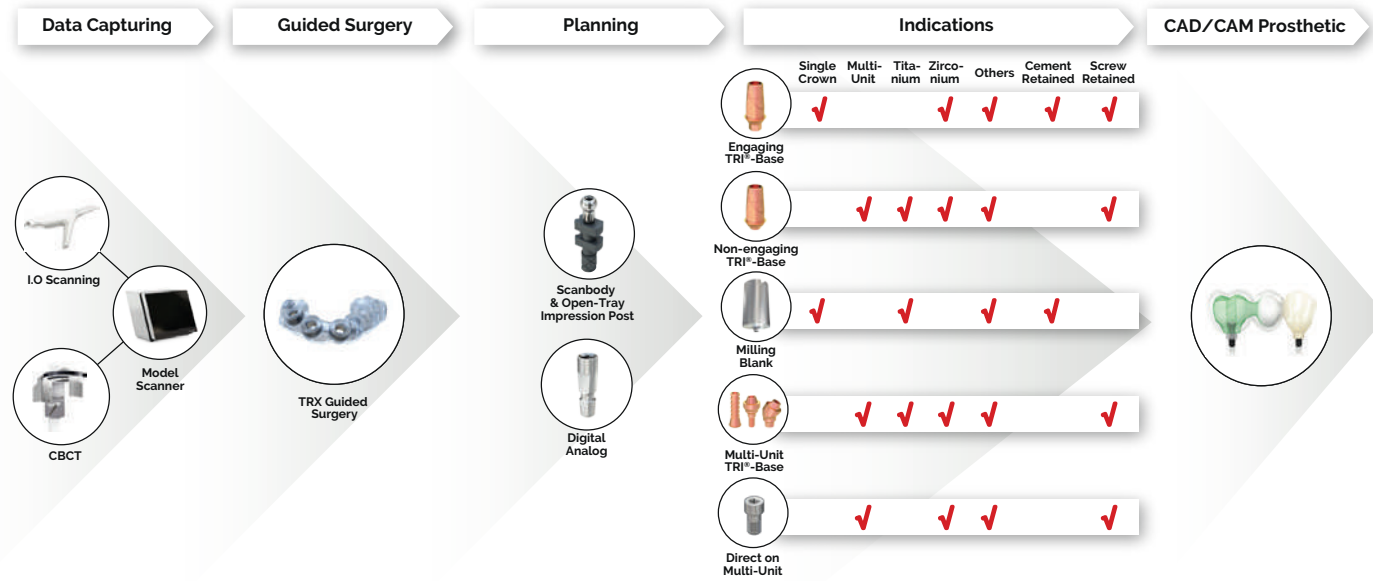 Data Capturing
Guided Surgery
Planning
Indications
CAD/CAM Prosthetic
Single
Crown
Multi-
Unit
Tita-
nium
Zirco-
nium
Others
Cement
Retained
Screw
Retained
Engaging
TRI®-Base
Non-engaging
TRI®-Base
Milling
Blank
Multi-Unit
TRI®-Base
Direct on
Multi-Unit
I.O Scanning
Model
Scanner
CBCT
TRX Guided
Surgery
Scanbody
& Open-Tray
Impression Post
Digital
Analog